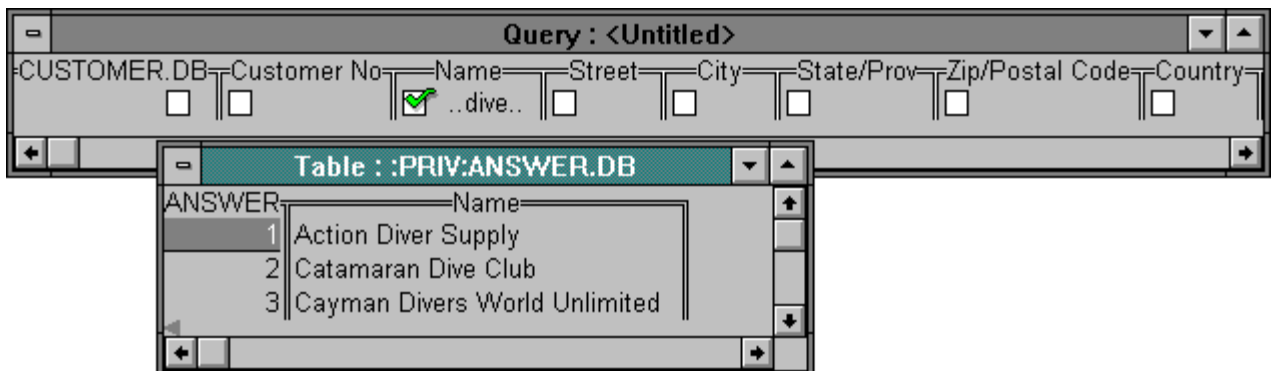 Query : <Untitled>
CUSTOMER.DB Customer No Name Street City State/Prov Zip/Postal Code Country
..dive..
Table : :PRIV:ANSWER.DB
ANSWER Name
1 Action Diver Supply
2 Catamaran Dive Club
3 Cayman Divers World Unlimited